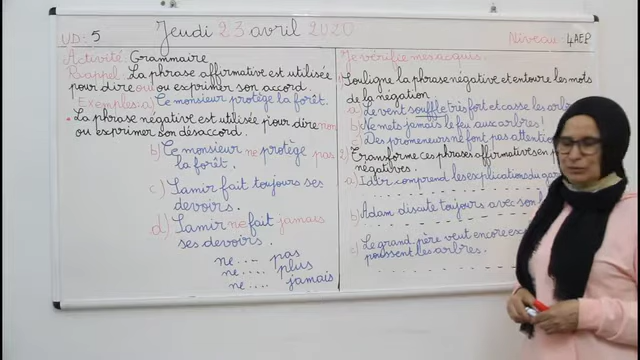 Jeudi 23 avril 2020
U.D: 5
Niveau: 4AEP
Activité: Grammaire
Rappel: La phrase affirmative est utilisée
pour dire oui ou exprimer son accord.
Exemples: a) Le monsieur protège la forêt.
• La phrase négative est utilisée pour dire non
ou exprimer son désaccord.
b) Le monsieur ne protège pas
la forêt.
c) Samir fait toujours ses
devoirs.
d) Samir ne fait jamais
ses devoirs.
ne.... pas
ne.... plus
ne.... jamais
Je vérifie mes acquis.
1) Souligne la phrase négative et entoure les mots
de la négation
a) Le vent souffle très fort et casse les arbres
b) Ne mets jamais le feu aux arbres!
Des promeneurs ne font pas attention
2) Transforme ces phrases affirmatives en
négatives.
a) Idir comprend les explications du
b) Adam discute toujours avec son
c) Le grand-père veut encore
poussent les arbres.